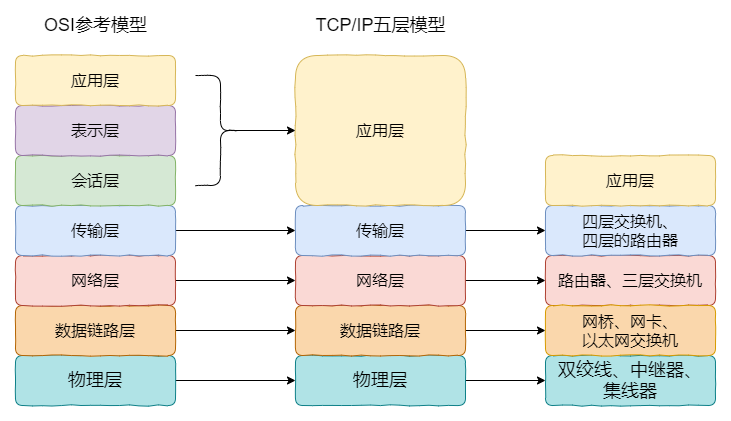 OSI参考模型
TCP/IP五层模型
应用层
表示层
会话层
传输层
网络层
数据链路层
物理层
应用层
传输层
网络层
数据链路层
物理层
应用层
四层交换机、
四层的路由器
路由器、三层交换机
网桥、网卡、
以太网交换机
双绞线、中继器、
集线器